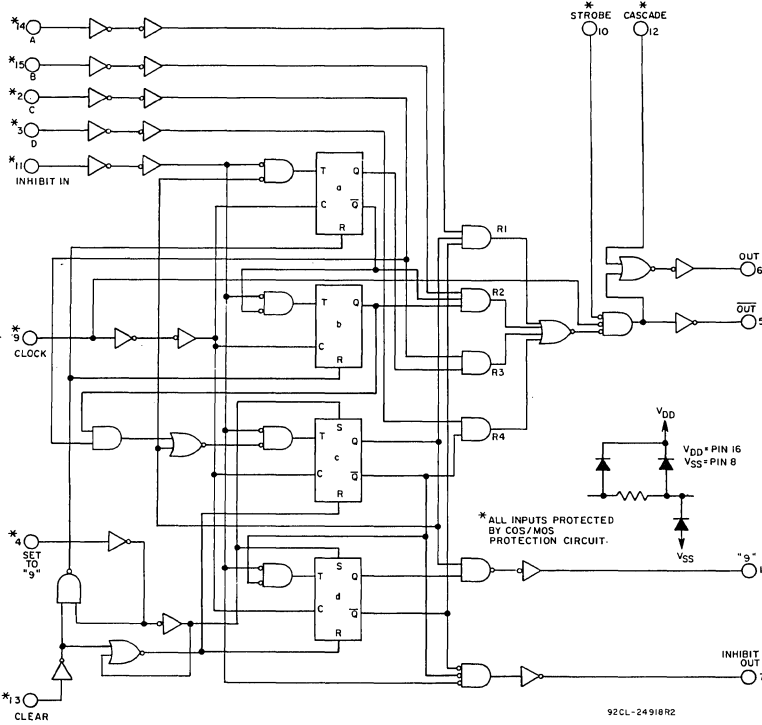 * STROBE 10
* CASCADE 12
*14 A
*15 B
*2 C
*3 D
*11 INHIBIT IN
T Q
a
C Q̅
R
R1
OUT 6
R2
T Q
b
C
R
O̅U̅T̅ 5
*9 CLOCK
R3
R4
S
T Q
c
C Q̅
R
VDD
VDD = PIN 16
VSS = PIN 8
* ALL INPUTS PROTECTED
BY COS/MOS
PROTECTION CIRCUIT.
VSS
*4 SET
TO
"9"
S
T Q
d
C Q̅
R
"9" 1
INHIBIT
OUT
7
*13 CLEAR
92CL-24918R2